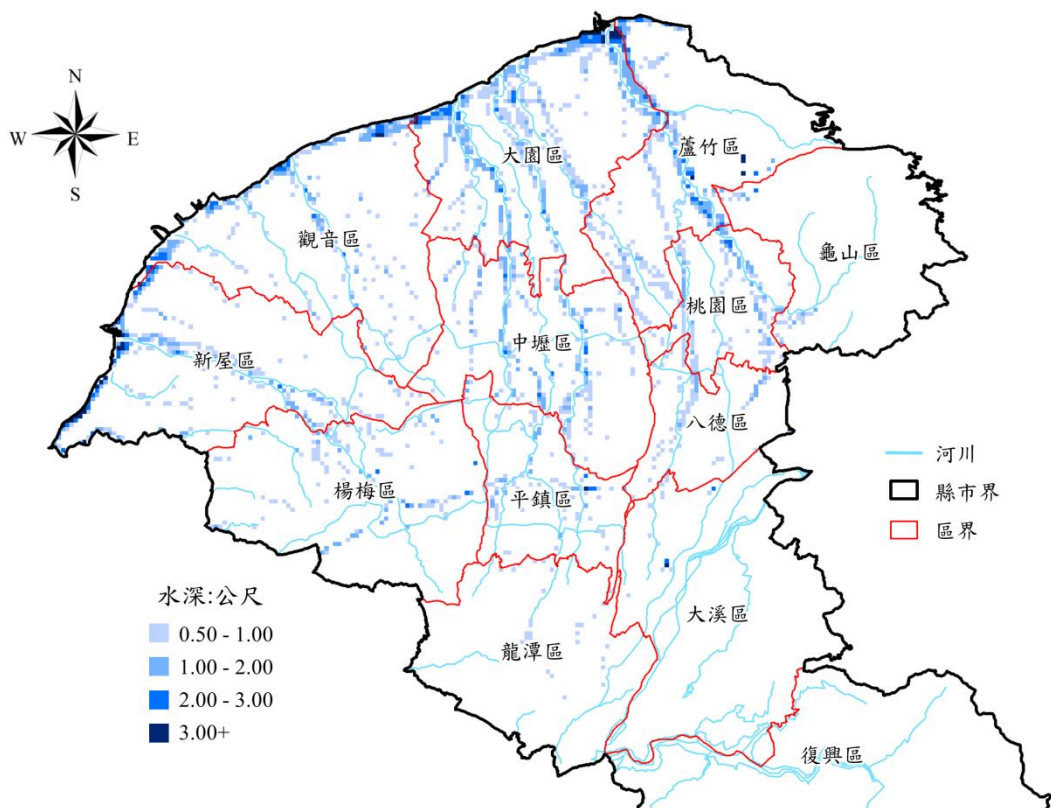 N
W
E
S
大園區
蘆竹區
觀音區
龜山區
桃園區
中壢區
新屋區
八德區
楊梅區
平鎮區
大溪區
龍潭區
復興區
河川
縣市界
區界
水深:公尺
0.50 - 1.00
1.00 - 2.00
2.00 - 3.00
3.00+